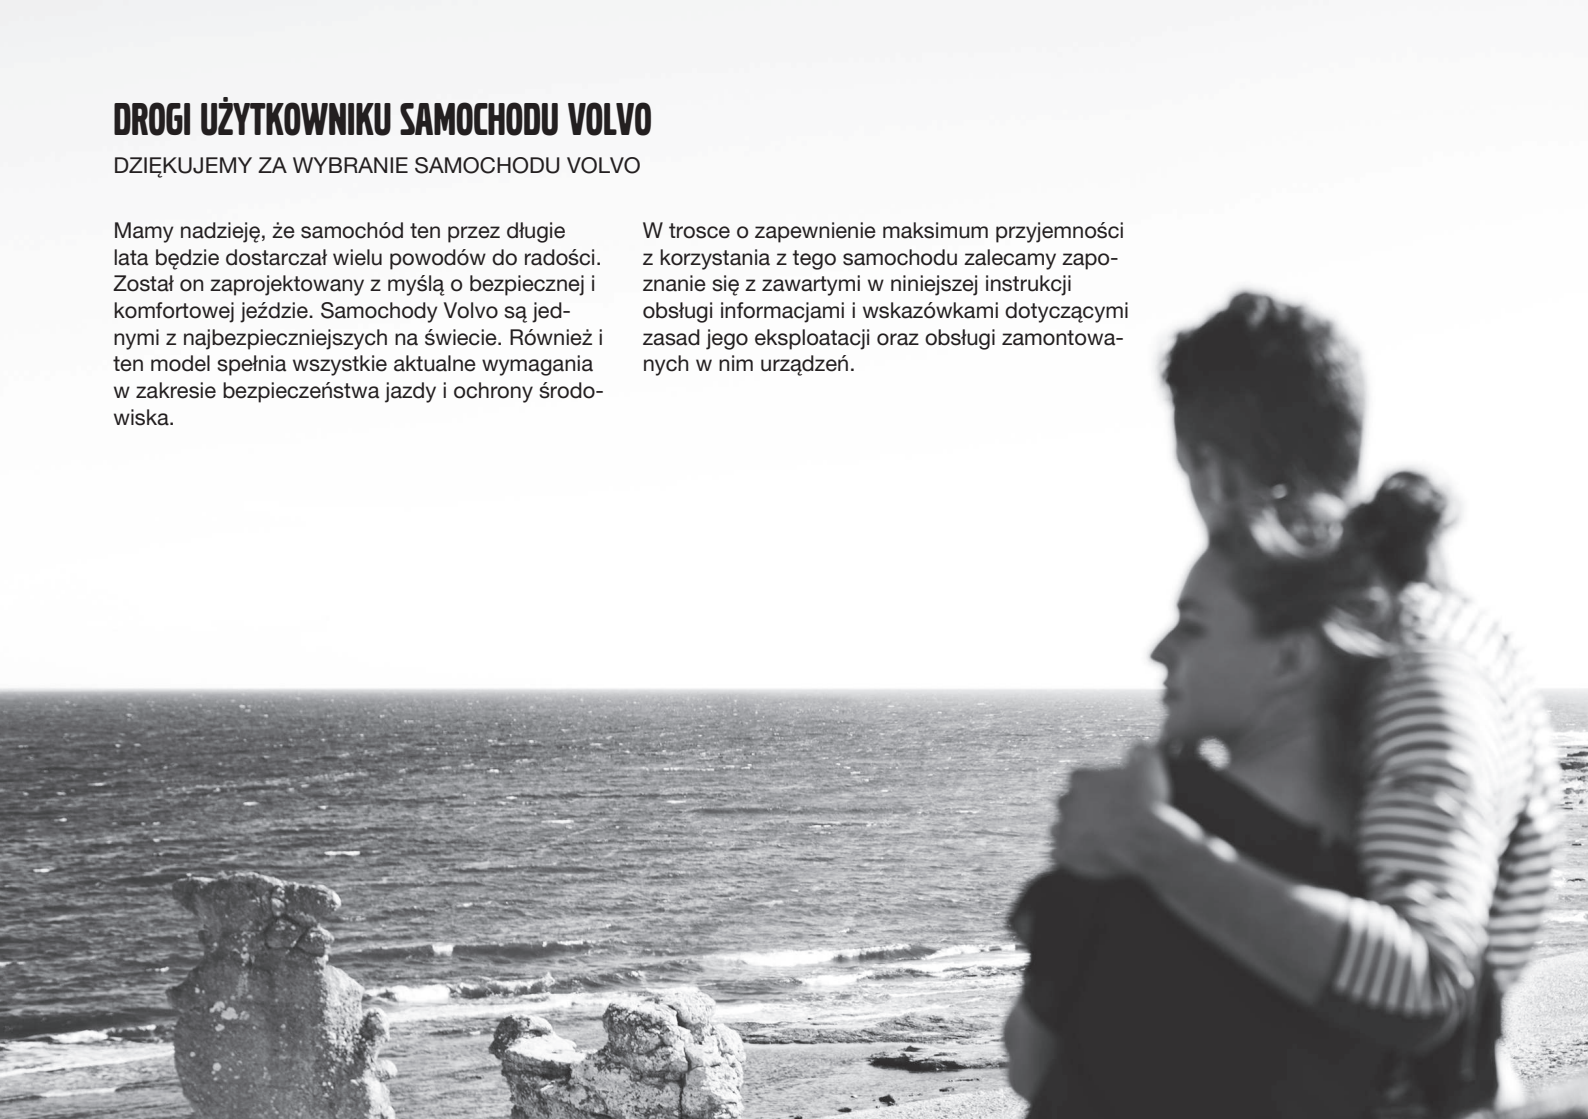 DROGI UŻYTKOWNIKU SAMOCHODU VOLVO
DZIĘKUJEMY ZA WYBRANIE SAMOCHODU VOLVO
Mamy nadzieję, że samochód ten przez długie
lata będzie dostarczał wielu powodów do radości.
Został on zaprojektowany z myślą o bezpiecznej i
komfortowej jeździe. Samochody Volvo są jed-
nymi z najbezpieczniejszych na świecie. Również i
ten model spełnia wszystkie aktualne wymagania
w zakresie bezpieczeństwa jazdy i ochrony środo-
wiska.
W trosce o zapewnienie maksimum przyjemności
z korzystania z tego samochodu zalecamy zapo-
znanie się z zawartymi w niniejszej instrukcji
obsługi informacjami i wskazówkami dotyczącymi
zasad jego eksploatacji oraz obsługi zamontowa-
nych w nim urządzeń.